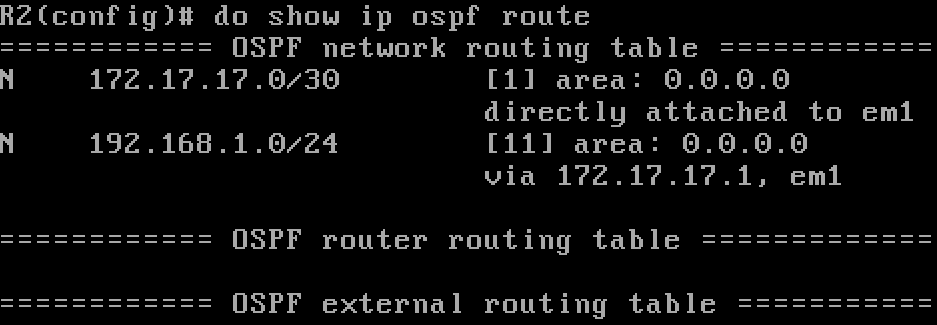 R2(config)# do show ip ospf route
============ OSPF network routing table ============
N    172.17.17.0/30        [1] area: 0.0.0.0
                           directly attached to em1
N    192.168.1.0/24        [11] area: 0.0.0.0
                           via 172.17.17.1, em1
============ OSPF router routing table =============
============ OSPF external routing table ===========